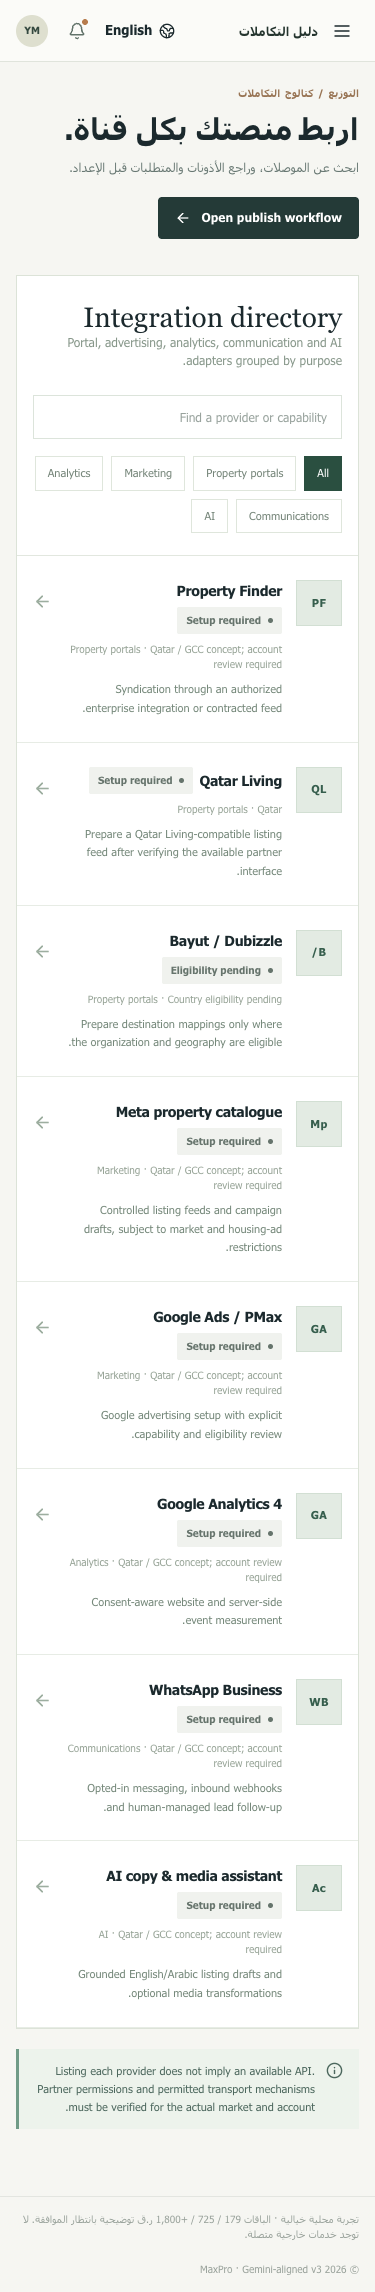 دليل التكاملات
English
YM
التوزيع / كتالوج التكاملات
اربط منصتك بكل قناة.
ابحث عن الموصلات، وراجع الأذونات والمتطلبات قبل الإعداد.
Open publish workflow
Integration directory
Portal, advertising, analytics, communication and AI
adapters grouped by purpose.
Find a provider or capability
All
Property portals
Marketing
Analytics
Communications
AI
PF
Property Finder
Setup required
Property portals · Qatar / GCC concept; account
review required
Syndication through an authorized
enterprise integration or contracted feed.
QL
Qatar Living
Setup required
Property portals · Qatar
Prepare a Qatar Living-compatible listing
feed after verifying the available partner
interface.
B/
Bayut / Dubizzle
Eligibility pending
Property portals · Country eligibility pending
Prepare destination mappings only where
the organization and geography are eligible.
Mp
Meta property catalogue
Setup required
Marketing · Qatar / GCC concept; account
review required
Controlled listing feeds and campaign
drafts, subject to market and housing-ad
restrictions.
GA
Google Ads / PMax
Setup required
Marketing · Qatar / GCC concept; account
review required
Google advertising setup with explicit
capability and eligibility review.
GA
Google Analytics 4
Setup required
Analytics · Qatar / GCC concept; account review
required
Consent-aware website and server-side
event measurement.
WB
WhatsApp Business
Setup required
Communications · Qatar / GCC concept; account
review required
Opted-in messaging, inbound webhooks
and human-managed lead follow-up.
Ac
AI copy & media assistant
Setup required
AI · Qatar / GCC concept; account review
required
Grounded English/Arabic listing drafts and
optional media transformations.
Listing each provider does not imply an available API.
Partner permissions and permitted transport mechanisms
must be verified for the actual market and account.
تجربة محلية خيالية · الباقات 179 / 725 / 1,800+ ر.ق توضيحية بانتظار الموافقة. لا
توجد خدمات خارجية متصلة.
© 2026 MaxPro · Gemini-aligned v3